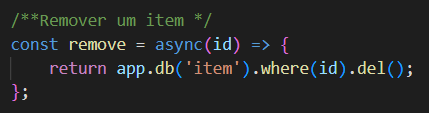 /**Remover um item */
const remove = async(id) => {
    return app.db('item').where(id).del();
};